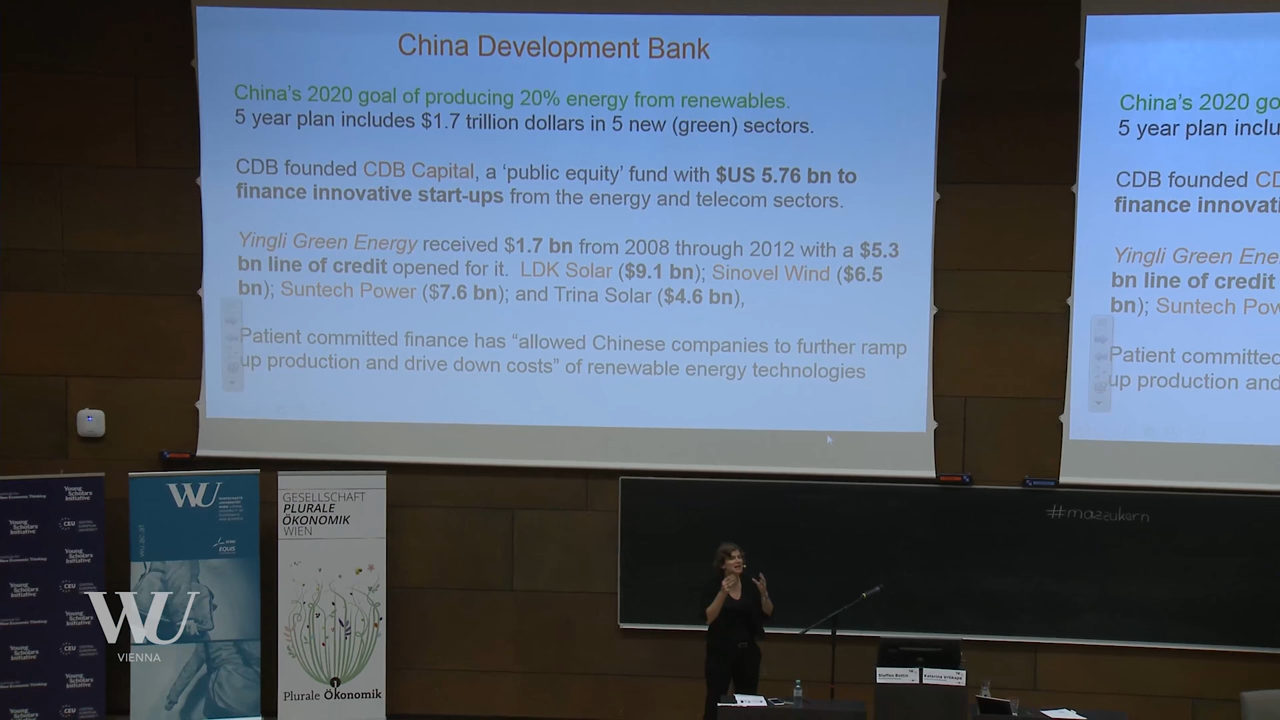 China Development Bank
China's 2020 goal of producing 20% energy from renewables.
5 year plan includes $1.7 trillion dollars in 5 new (green) sectors.
CDB founded CDB Capital, a ‘public equity’ fund with $US 5.76 bn to
finance innovative start-ups from the energy and telecom sectors.
Yingli Green Energy received $1.7 bn from 2008 through 2012 with a $5.3
bn line of credit opened for it. LDK Solar ($9.1 bn); Sinovel Wind ($6.5
bn); Suntech Power ($7.6 bn); and Trina Solar ($4.6 bn),
Patient committed finance has “allowed Chinese companies to further ramp
up production and drive down costs” of renewable energy technologies
China's 2020 go
5 year plan inclu
CDB founded CD
finance innovati
Yingli Green Ene
bn line of credit
bn); Suntech Pow
Patient committed
up production and
#mazzukern
Young
Scholars
Initiative
CEU
WU
GESELLSCHAFT
PLURALE
ÖKONOMIK
WIEN
Plurale Ökonomik
WU
VIENNA